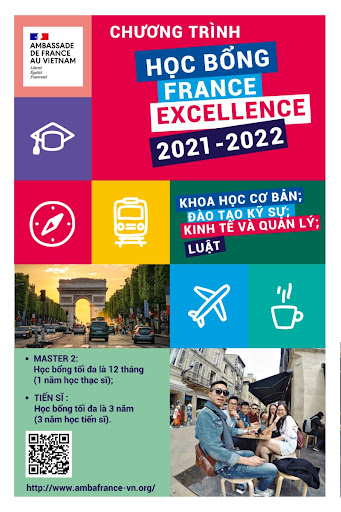 AMBASSADE
DE FRANCE
AU VIETNAM
Liberté
Égalité
Fraternité
CHƯƠNG TRÌNH
HỌC BỔNG
FRANCE
EXCELLENCE
2021-2022
KHOA HỌC CƠ BẢN;
ĐÀO TẠO KỸ SƯ;
KINH TẾ VÀ QUẢN LÝ;
LUẬT
• MASTER 2:
Học bổng tối đa là 12 tháng
(1 năm học thạc sĩ);
• TIẾN SĨ :
Học bổng tối đa là 3 năm
(3 năm học tiến sĩ).
http://www.ambafrance-vn.org/